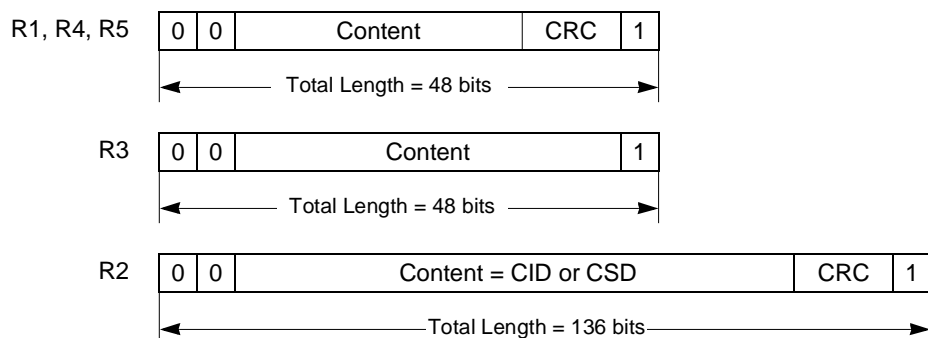 R1, R4, R5 0 0 Content CRC 1
Total Length = 48 bits
R3 0 0 Content 1
Total Length = 48 bits
R2 0 0 Content = CID or CSD CRC 1
Total Length = 136 bits